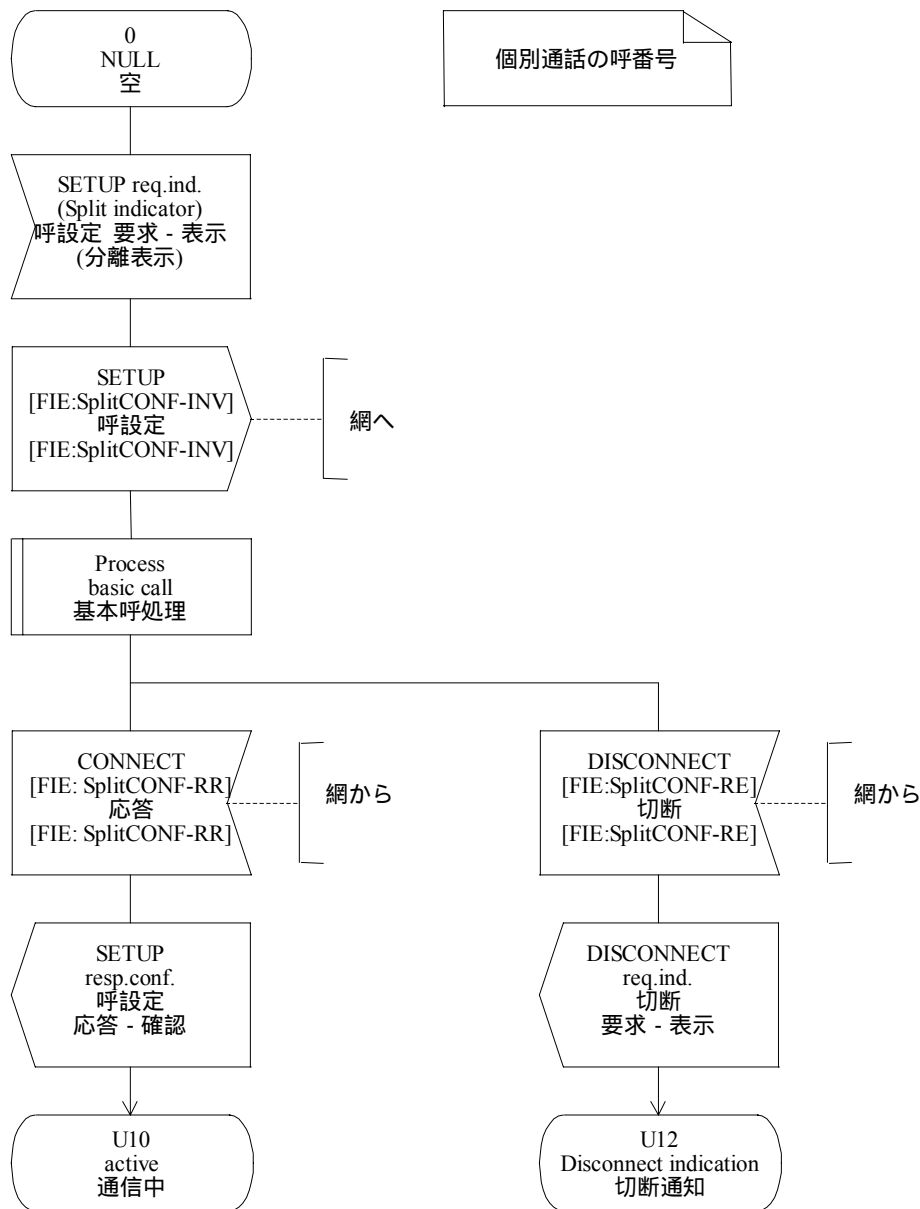 0
NULL
空
個別通話の呼番号
SETUP req.ind.
(Split indicator)
呼設定 要求 - 表示
(分離表示)
SETUP
[FIE:SplitCONF-INV]
呼設定
[FIE:SplitCONF-INV]
網へ
Process
basic call
基本呼処理
CONNECT
[FIE: SplitCONF-RR]
応答
[FIE: SplitCONF-RR]
網から
DISCONNECT
[FIE:SplitCONF-RE]
切断
[FIE:SplitCONF-RE]
網から
SETUP
resp.conf.
呼設定
応答 - 確認
DISCONNECT
req.ind.
切断
要求 - 表示
U10
active
通信中
U12
Disconnect indication
切断通知